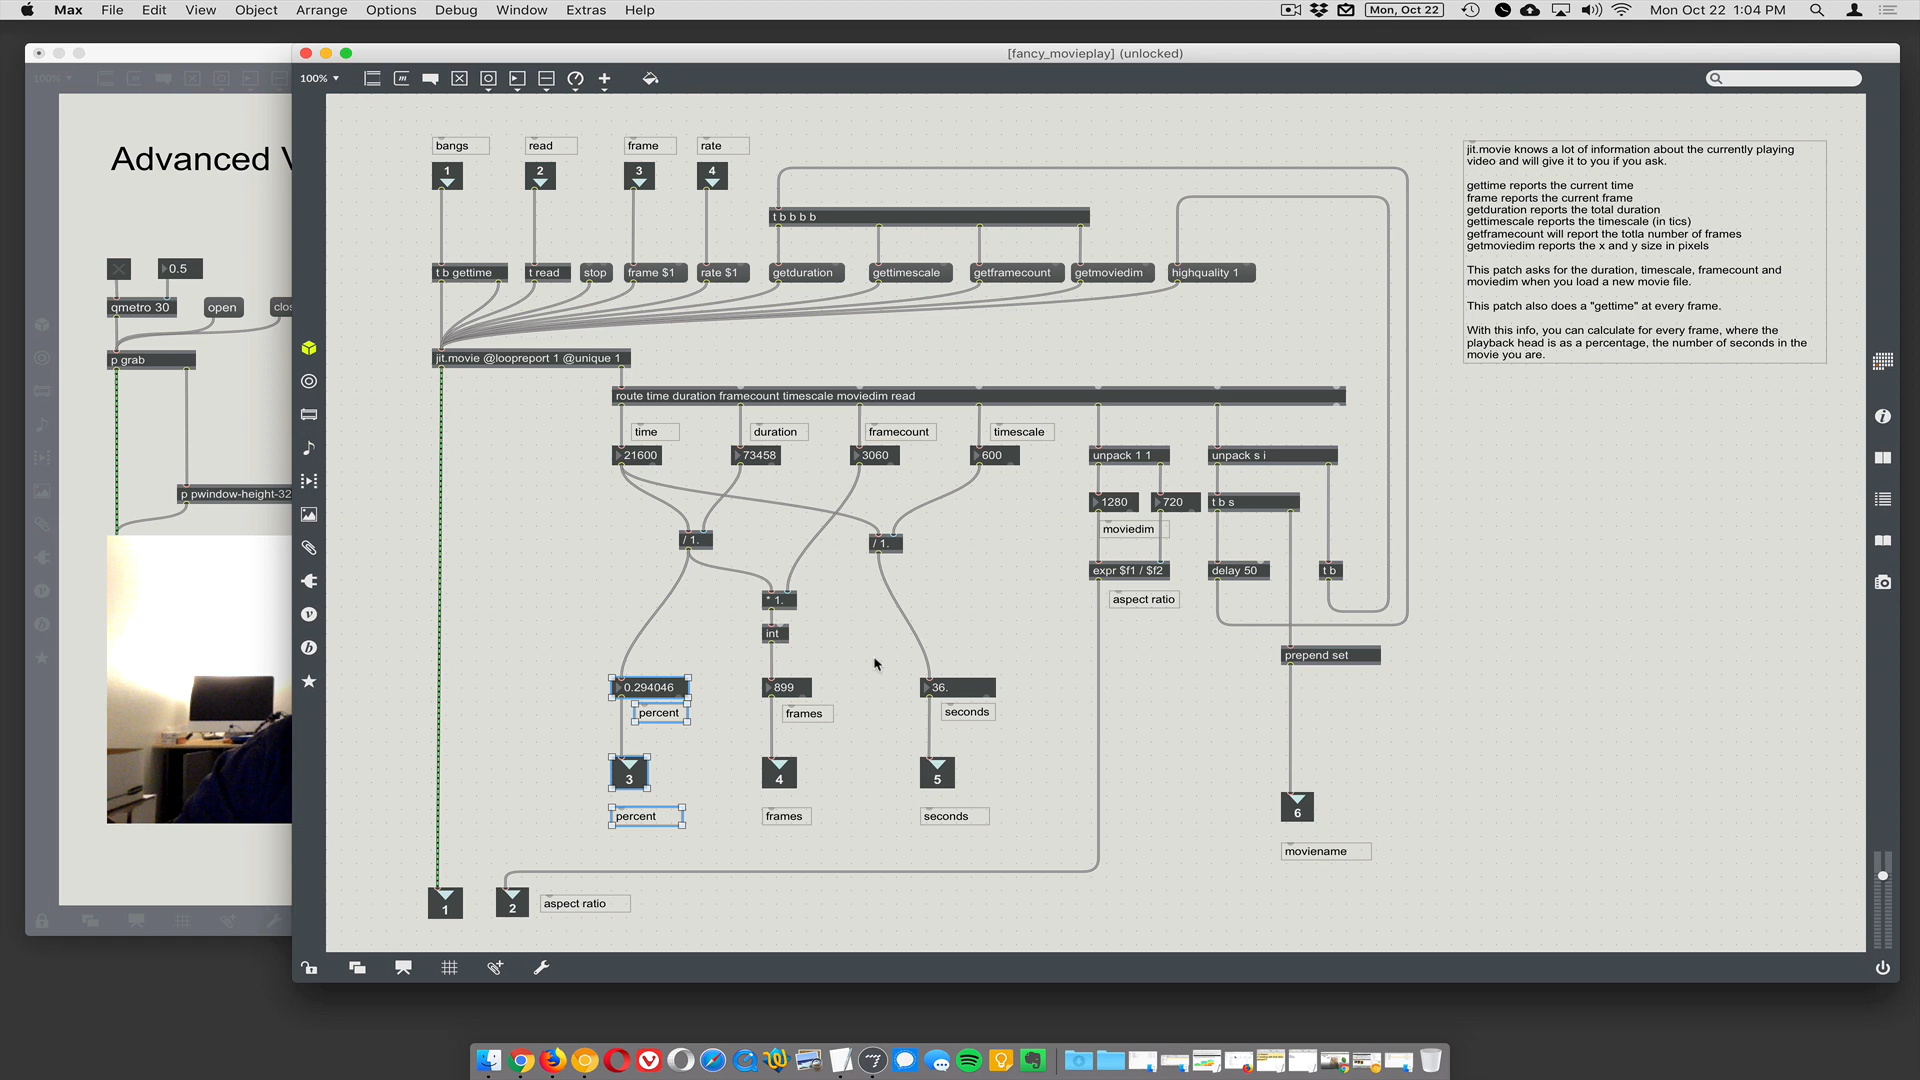 Max File Edit View Object Arrange Options Debug Window Extras Help
Mon, Oct 22
Mon Oct 22 1:04 PM
[fancy_movieplay] (unlocked)
100%
100%
Advanced V
0.5
qmetro 30
open
clos
p grab
p pwindow-height-32
bangs
read
frame
rate
1
2
3
4
t b b b b
t b gettime
t read
stop
frame $1
rate $1
getduration
gettimescale
getframecount
getmoviedim
highquality 1
jit.movie @loopreport 1 @unique 1
route time duration framecount timescale moviedim read
time
duration
framecount
timescale
21600
73458
3060
600
unpack 1 1
unpack s i
1280
720
t b s
moviedim
/ 1.
/ 1.
expr $f1 / $f2
delay 50
t b
aspect ratio
* 1.
int
prepend set
0.294046
899
36.
percent
frames
seconds
3
4
5
percent
frames
seconds
6
moviename
1
2
aspect ratio
jit.movie knows a lot of information about the currently playing
video and will give it to you if you ask.
gettime reports the current time
frame reports the current frame
getduration reports the total duration
gettimescale reports the timescale (in tics)
getframecount will report the totla number of frames
getmoviedim reports the x and y size in pixels
This patch asks for the duration, timescale, framecount and
moviedim when you load a new movie file.
This patch also does a "gettime" at every frame.
With this info, you can calculate for every frame, where the
playback head is as a percentage, the number of seconds in the
movie you are.